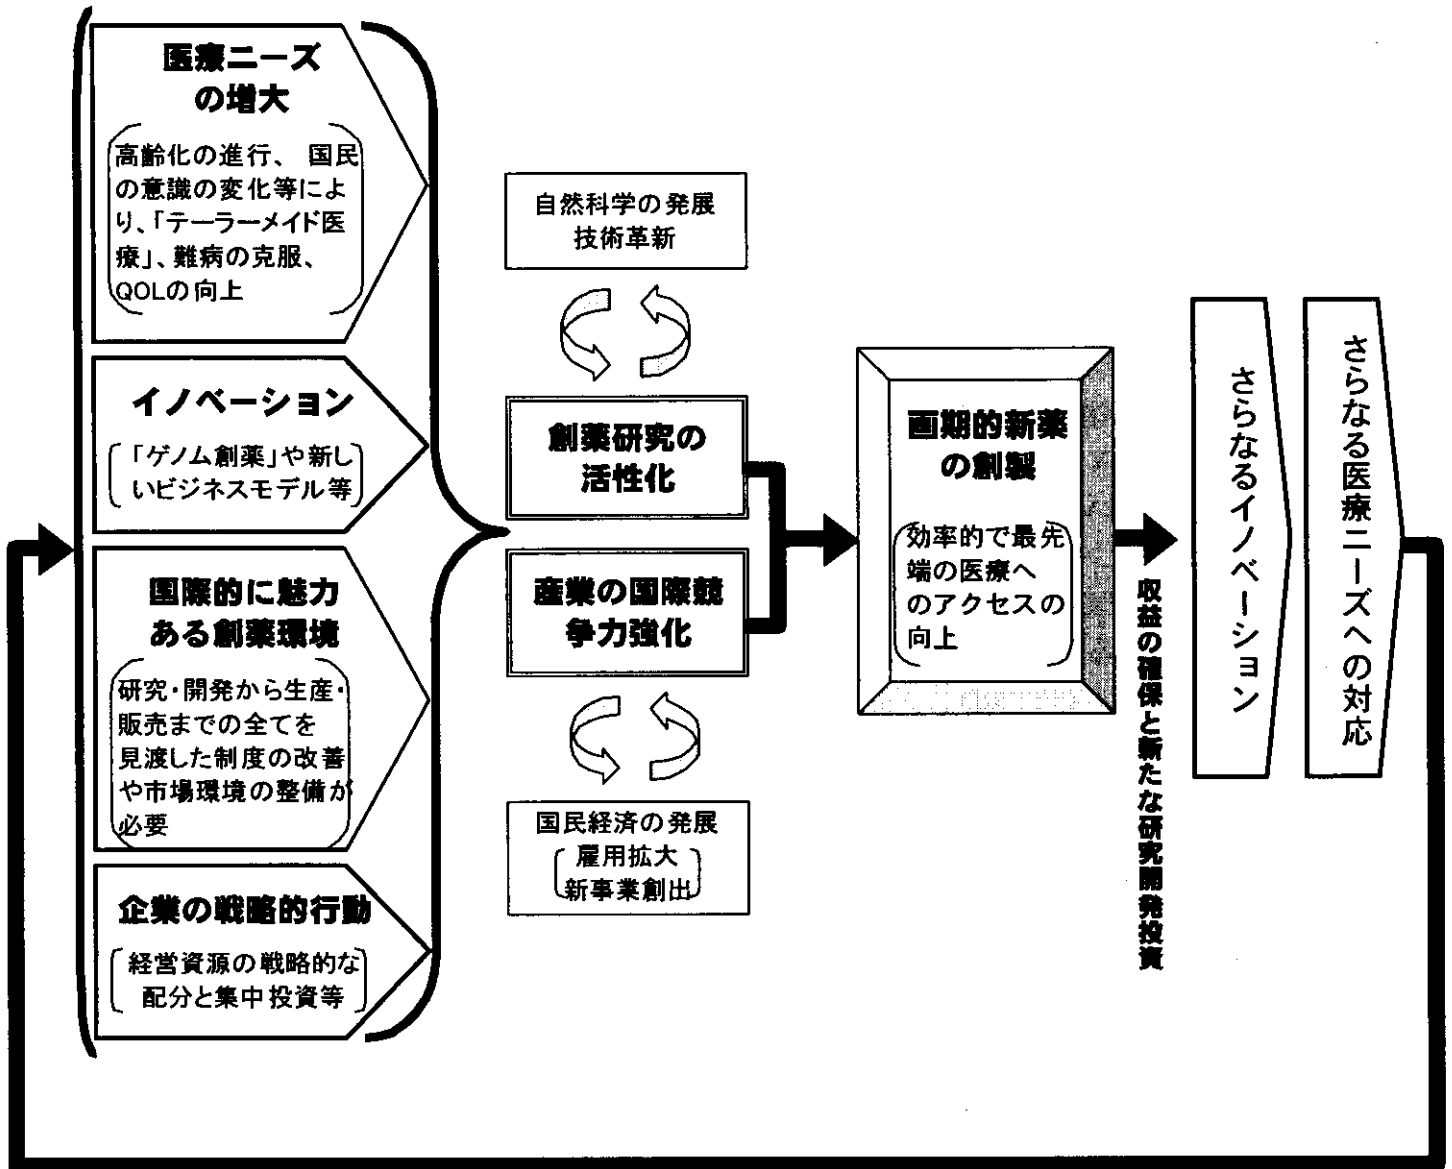 医療ニーズ
の増大
高齢化の進行、 国民
の意識の変化等によ
り、「テーラーメイド医
療」、難病の克服、
QOLの向上
イノベーション
「ゲノム創薬」や新し
いビジネスモデル等
国際的に魅力
ある創薬環境
研究・開発から生産・
販売までの全てを
見渡した制度の改善
や市場環境の整備が
必要
企業の戦略的行動
経営資源の戦略的な
配分と集中投資等
自然科学の発展
技術革新
創薬研究の
活性化
産業の国際競
争力強化
国民経済の発展
雇用拡大
新事業創出
画期的新薬
の創製
効率的で最先
端の医療へ
のアクセスの
向上
収益の確保と新たな研究開発投資
さらなるイノベーション
さらなる医療ニーズへの対応